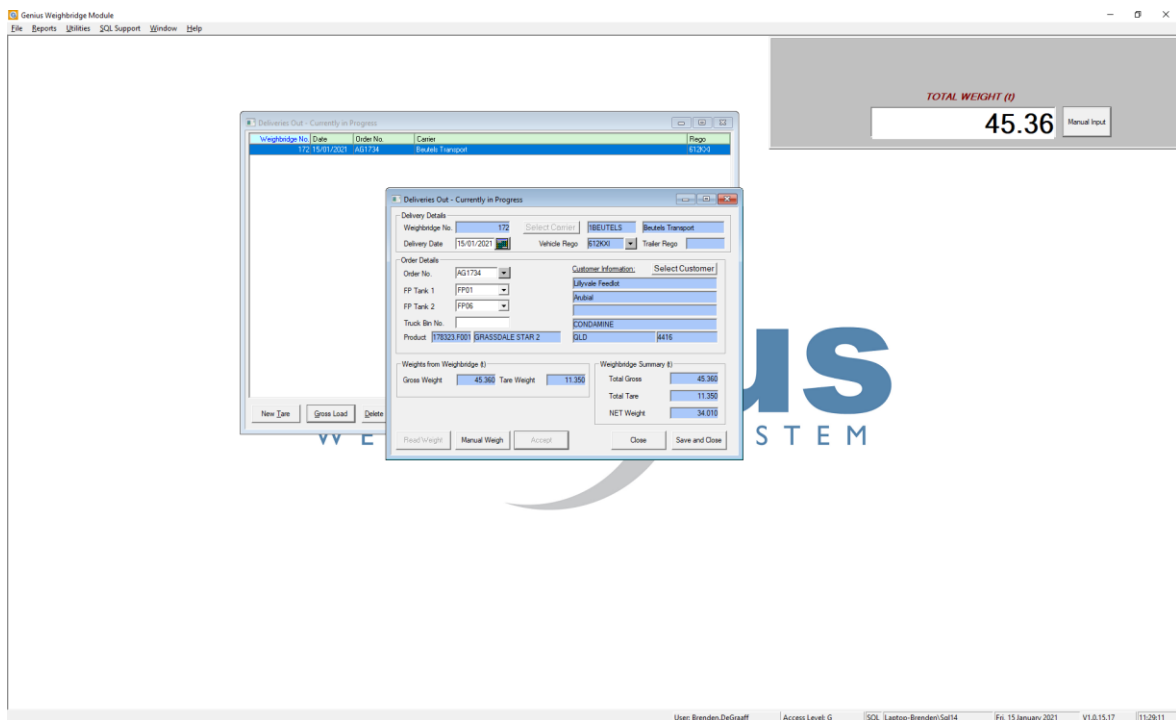 Genius Weighbridge Module
File Reports Utilities SQL Support Window Help
TOTAL WEIGHT (t)
45.36 Manual Input
Deliveries Out - Currently in Progress
Weighbridge No. Date Order No. Carrier Rego
172 15/01/2021 AG1734 Beutels Transport 612KXI
New Tare Gross Load Delete
Deliveries Out - Currently in Progress
Delivery Details
Weighbridge No. 172 Select Carrier 1BEUTELS Beutels Transport
Delivery Date 15/01/2021 Vehicle Rego 612KXI Trailer Rego
Order Details
Order No. AG1734 Customer Information: Select Customer
FP Tank 1 FP01 Lillyvale Feedlot
Arubial
FP Tank 2 FP06
Truck Bin No. CONDAMINE
Product 178323.F001 GRASSDALE STAR 2 QLD 4416
Weights from Weighbridge (t) Weighbridge Summary (t)
Gross Weight 45.360 Tare Weight 11.350 Total Gross 45.360
Total Tare 11.350
NET Weight 34.010
Read Weight Manual Weigh Accept Close Save and Close
us
WE STEM
User: Brenden.DeGraaff Access Level: G SQL Laptop-Brenden\Sql14 Fri, 15 January 2021 V1.0.15.17 11:29:11